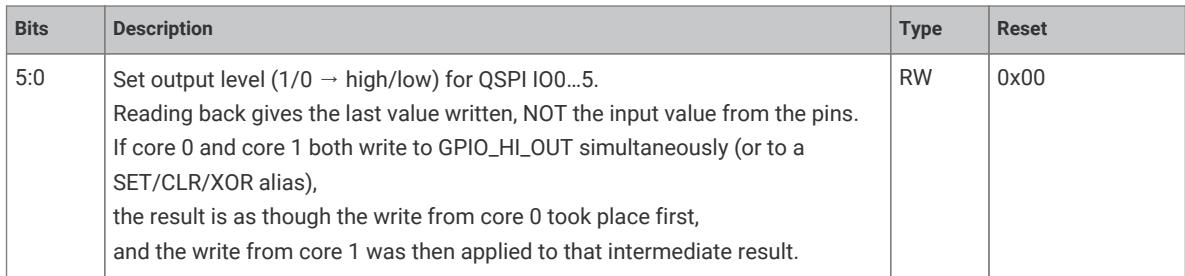 Bits Description Type Reset
5:0 Set output level (1/0 → high/low) for QSPI IO0...5. RW 0x00
Reading back gives the last value written, NOT the input value from the pins.
If core 0 and core 1 both write to GPIO_HI_OUT simultaneously (or to a
SET/CLR/XOR alias),
the result is as though the write from core 0 took place first,
and the write from core 1 was then applied to that intermediate result.